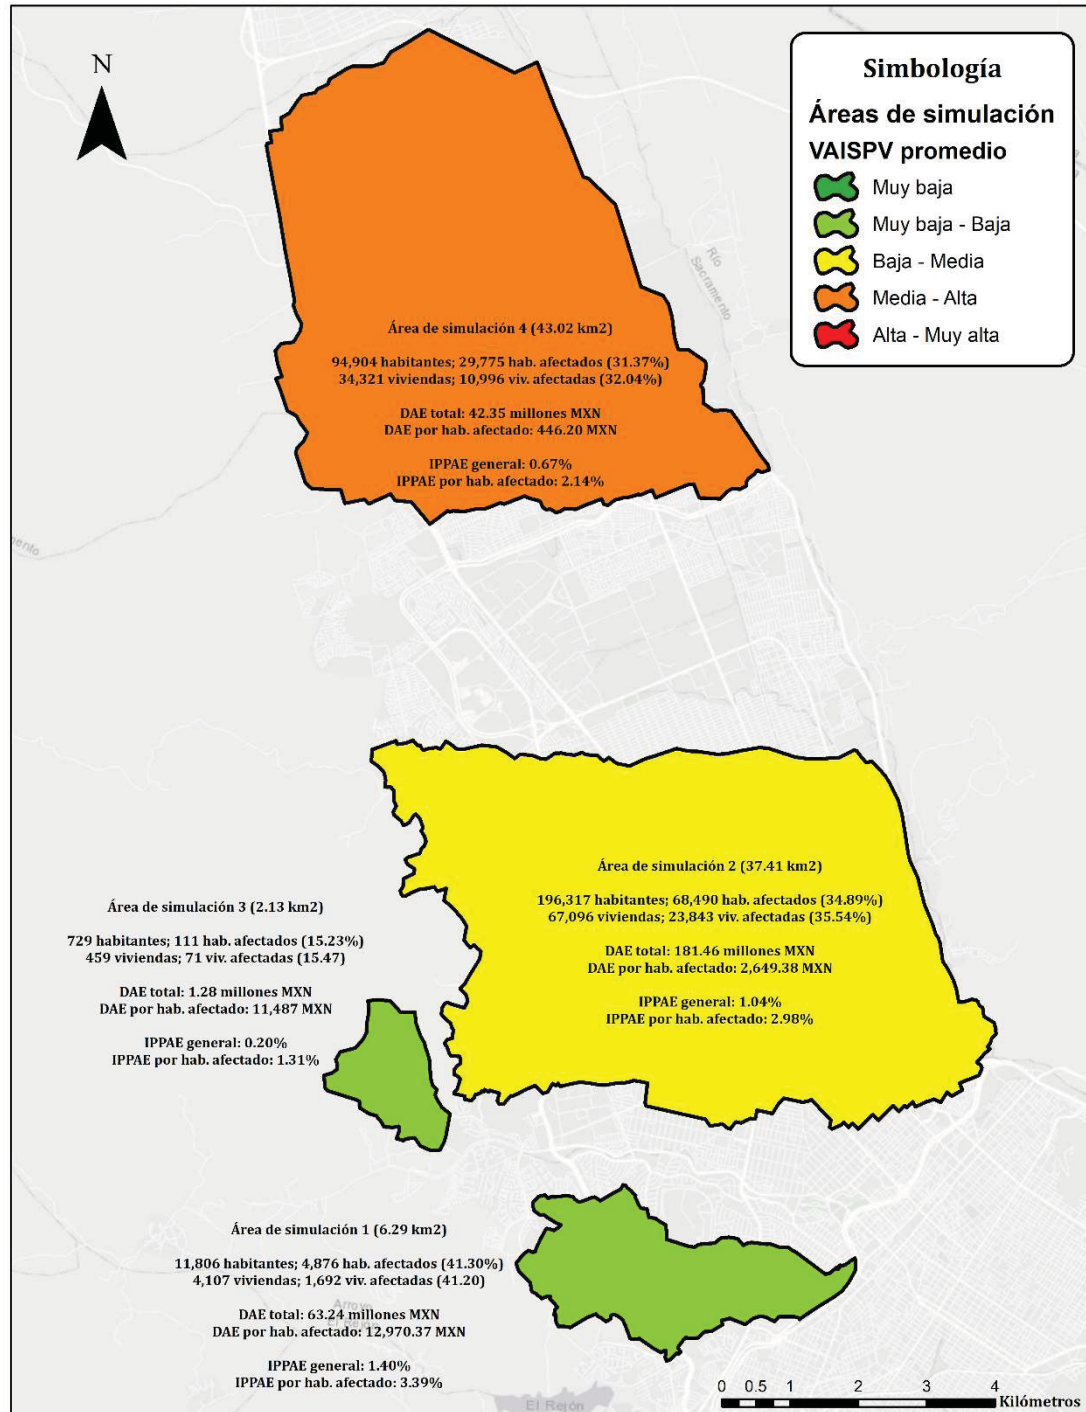 N
Simbología
Áreas de simulación
VAISPV promedio
Muy baja
Muy baja - Baja
Baja - Media
Media - Alta
Alta - Muy alta
Río
Sacramento
Área de simulación 4 (43.02 km2)
94,904 habitantes; 29,775 hab. afectados (31.37%)
34,321 viviendas; 10,996 viv. afectadas (32.04%)
DAE total: 42.35 millones MXN
DAE por hab. afectado: 446.20 MXN
IPPAE general: 0.67%
IPPAE por hab. afectado: 2.14%
Área de simulación 2 (37.41 km2)
196,317 habitantes; 68,490 hab. afectados (34.89%)
67,096 viviendas; 23,843 viv. afectadas (35.54%)
DAE total: 181.46 millones MXN
DAE por hab. afectado: 2,649.38 MXN
IPPAE general: 1.04%
IPPAE por hab. afectado: 2.98%
Área de simulación 3 (2.13 km2)
729 habitantes; 111 hab. afectados (15.23%)
459 viviendas; 71 viv. afectadas (15.47)
DAE total: 1.28 millones MXN
DAE por hab. afectado: 11,487 MXN
IPPAE general: 0.20%
IPPAE por hab. afectado: 1.31%
Área de simulación 1 (6.29 km2)
11,806 habitantes; 4,876 hab. afectados (41.30%)
4,107 viviendas; 1,692 viv. afectadas (41.20)
DAE total: 63.24 millones MXN
DAE por hab. afectado: 12,970.37 MXN
IPPAE general: 1.40%
IPPAE por hab. afectado: 3.39%
Arroyo
El Rejón
El Rejón
0 0.5 1 2 3 4
Kilómetros